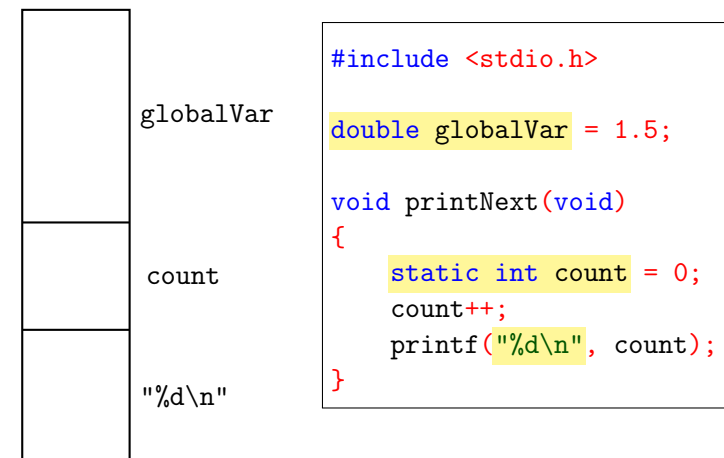 globalVar
count
"%d\n"
#include <stdio.h>
double globalVar = 1.5;
void printNext(void)
{
    static int count = 0;
    count++;
    printf("%d\n", count);
}